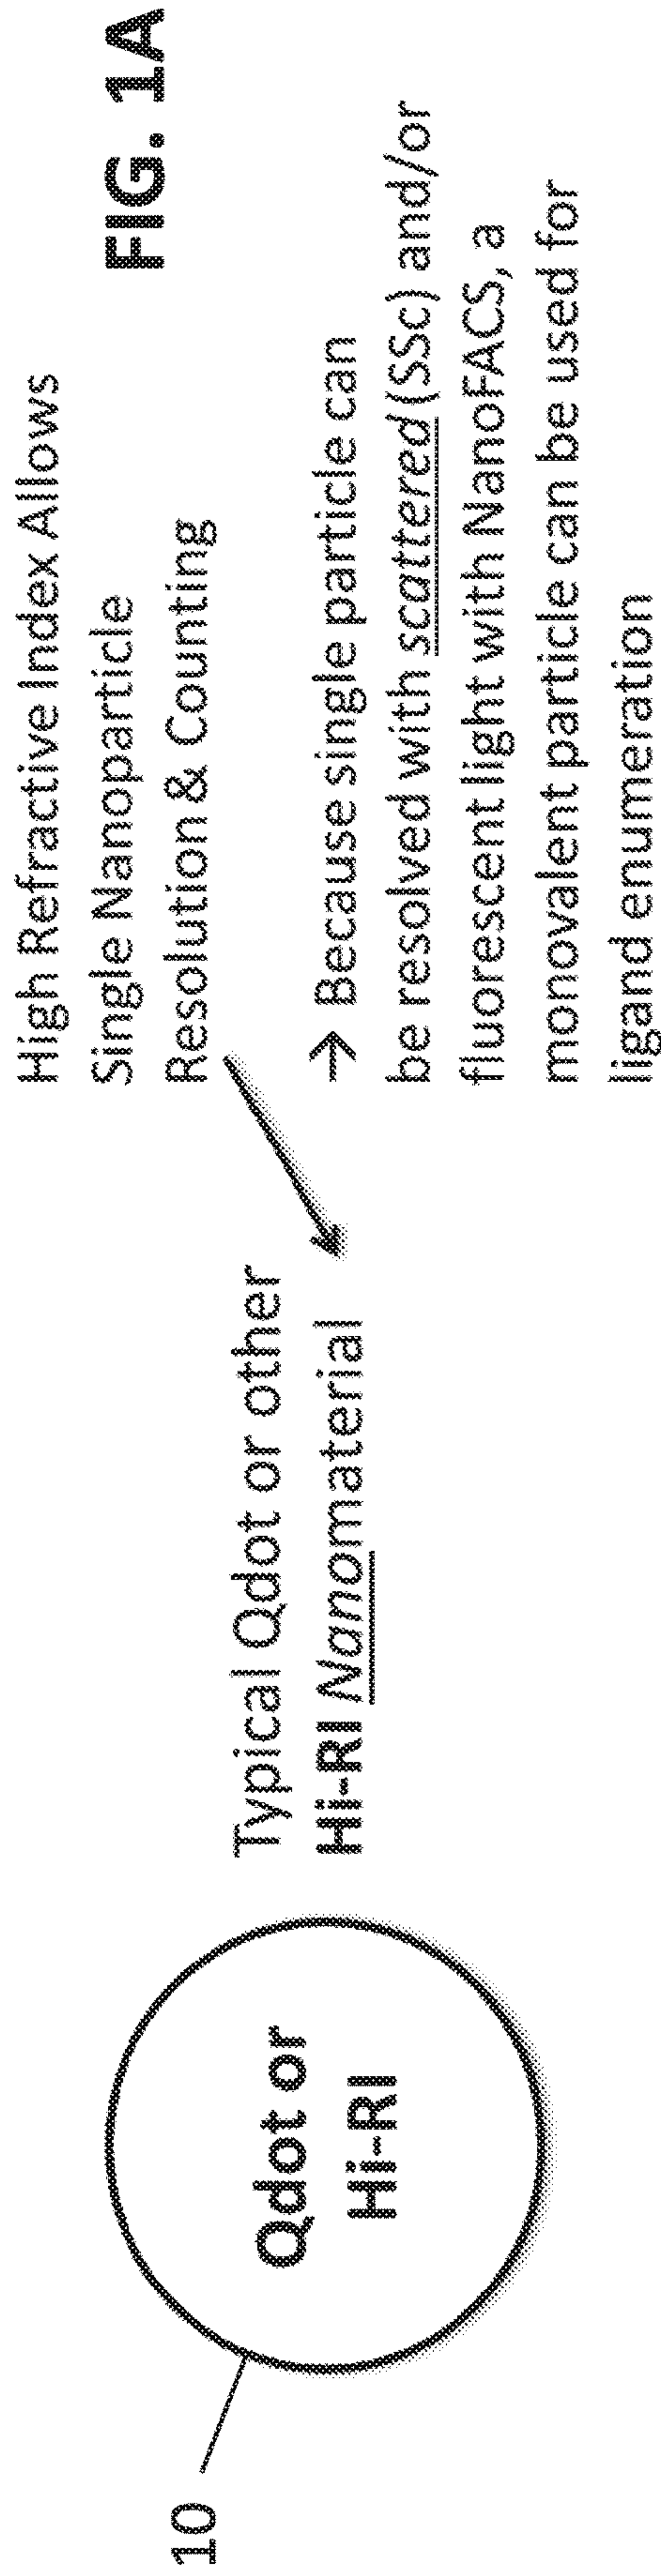 FIG. 1A
High Refractive Index Allows
Single Nanoparticle
Resolution & Counting
→ Because single particle can
be resolved with scattered (SSc) and/or
fluorescent light with NanoFACS, a
monovalent particle can be used for
ligand enumeration
Typical Qdot or other
Hi-RI Nanomaterial
Qdot or
Hi-RI
10